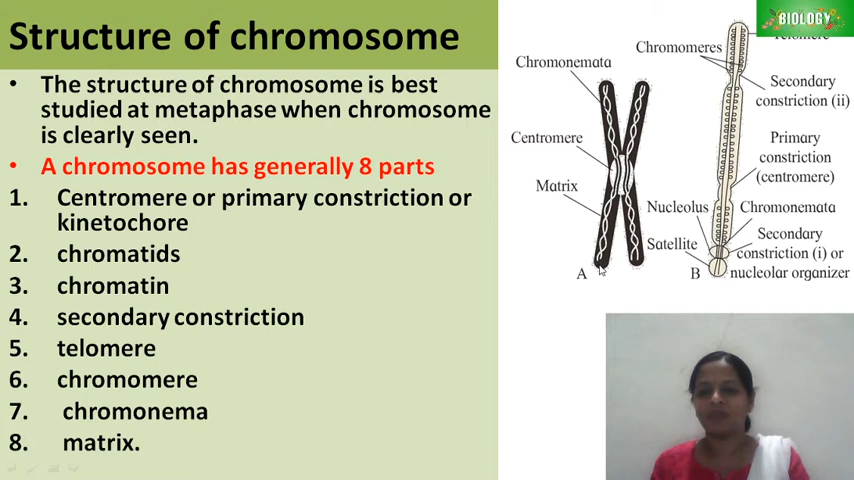 Structure of chromosome
• The structure of chromosome is best
studied at metaphase when chromosome
is clearly seen.
• A chromosome has generally 8 parts
1. Centromere or primary constriction or
kinetochore
2. chromatids
3. chromatin
4. secondary constriction
5. telomere
6. chromomere
7. chromonema
8. matrix.
BIOLOGY
Telomere
Chromomeres
Chromonemata
Secondary
constriction (ii)
Centromere
Primary
constriction
(centromere)
Matrix
Nucleolus
Chromonemata
Satellite
Secondary
constriction (i) or
nucleolar organizer
A
B